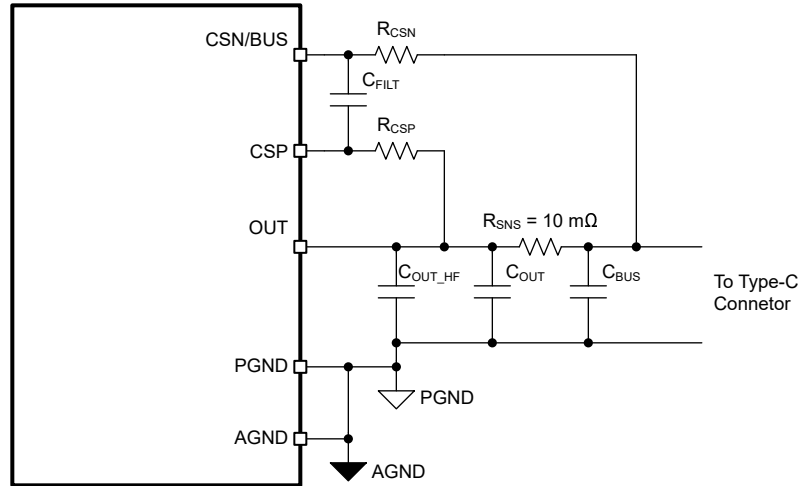 CSN/BUS
RCSN
CFILT
RCSP
CSP
OUT
RSNS = 10 mΩ
COUT_HF
COUT
CBUS
To Type-C
Connetor
PGND
PGND
AGND
AGND